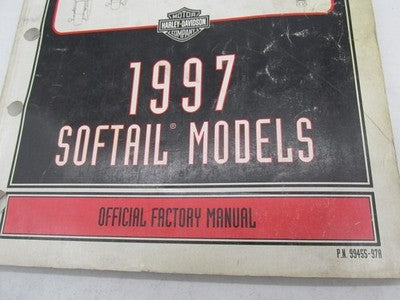 MOTOR
HARLEY-DAVIDSON
COMPANY
1997
SOFTAIL® MODELS
OFFICIAL FACTORY MANUAL
P.N. 99455-97A